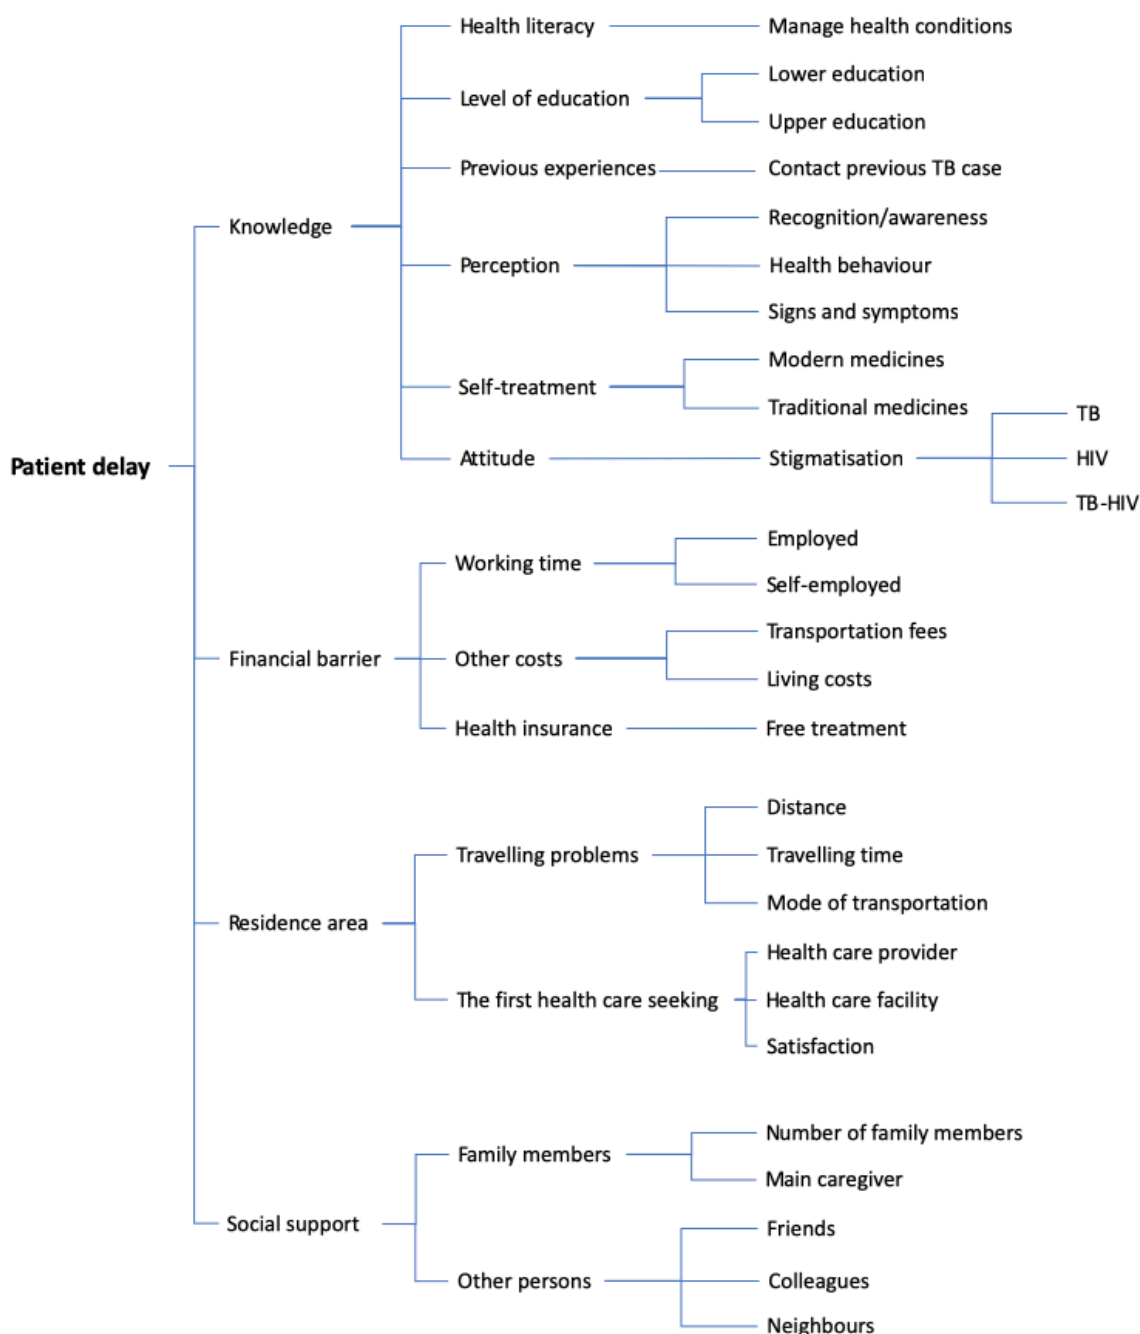 Patient delay
Knowledge
Health literacy
Manage health conditions
Level of education
Lower education
Upper education
Previous experiences
Contact previous TB case
Perception
Recognition/awareness
Health behaviour
Signs and symptoms
Self-treatment
Modern medicines
Traditional medicines
Attitude
Stigmatisation
TB
HIV
TB-HIV
Financial barrier
Working time
Employed
Self-employed
Other costs
Transportation fees
Living costs
Health insurance
Free treatment
Residence area
Travelling problems
Distance
Travelling time
Mode of transportation
The first health care seeking
Health care provider
Health care facility
Satisfaction
Social support
Family members
Number of family members
Main caregiver
Other persons
Friends
Colleagues
Neighbours